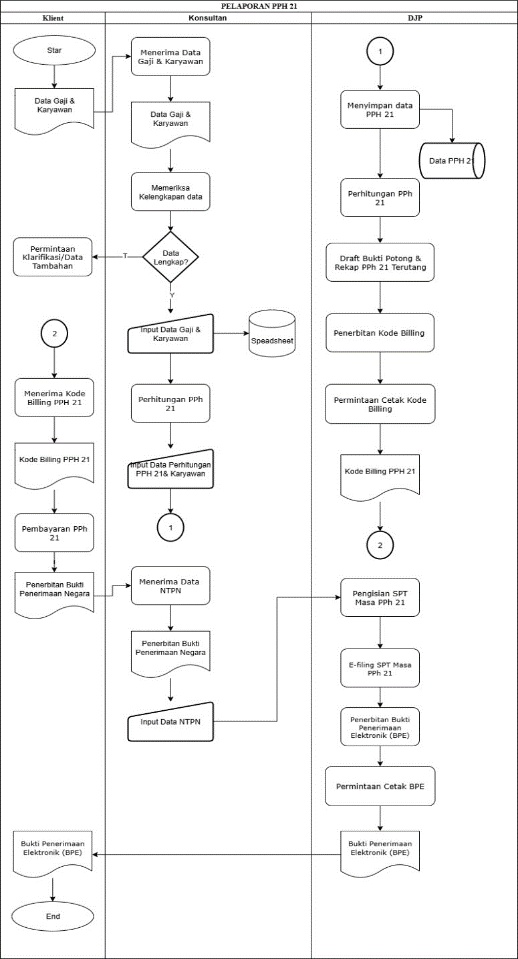 PELAPORAN PPH 21
Klient
Konsultan
DJP
Star
Data Gaji &
Karyawan
Permintaan
Klarifikasi/Data
Tambahan
2
Menerima Kode
Billing PPH 21
Kode Billing PPH 21
Pembayaran PPh
21
Penerbitan Bukti
Penerimaan Negara
Bukti Penerimaan
Elektronik (BPE)
End
Menerima Data
Gaji & Karyawan
Data Gaji &
Karyawan
Memeriksa
Kelengkapan data
Data
Lengkap?
T
Y
Input Data Gaji &
Karyawan
Speadsheet
Perhitungan PPh
21
Input Data Perhitungan
PPH 21& Karyawan
1
Menerima Data
NTPN
Penerbitan Bukti
Penerimaan Negara
Input Data NTPN
1
Menyimpan data
PPH 21
Data PPH 21
Perhitungan PPh
21
Draft Bukti Potong &
Rekap PPh 21 Terutang
Penerbitan Kode Billing
Permintaan Cetak Kode
Billing
Kode Billing PPH 21
2
Pengisian SPT
Masa PPh 21
E-filing SPT Masa
PPh 21
Penerbitan Bukti
Penerimaan
Elektronik (BPE)
Permintaan Cetak BPE
Bukti Penerimaan
Elektronik (BPE)